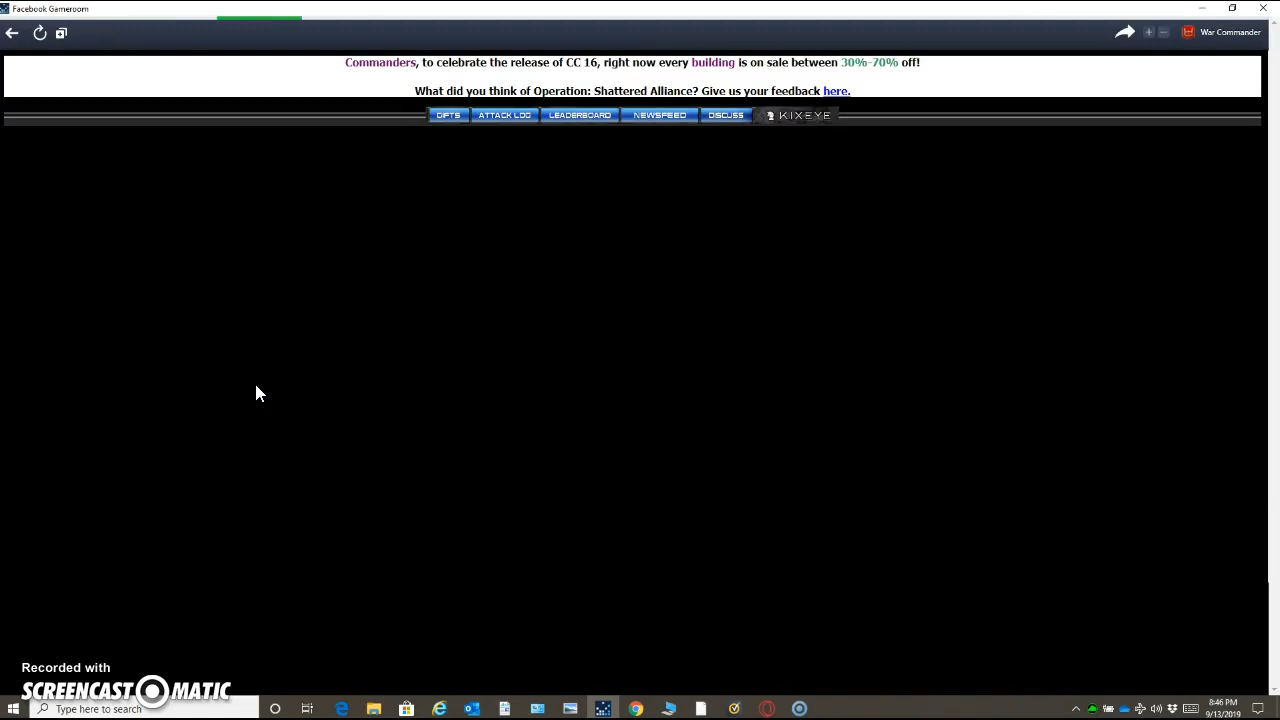 Facebook Gameroom
War Commander
Commanders, to celebrate the release of CC 16, right now every building is on sale between 30%-70% off!
What did you think of Operation: Shattered Alliance? Give us your feedback here.
GIFTS ATTACK LOG LEADERBOARD NEWSFEED DISCUSS KIXEYE
Recorded with
SCREENCAST-O-MATIC
Type here to search
8:46 PM
9/13/2019